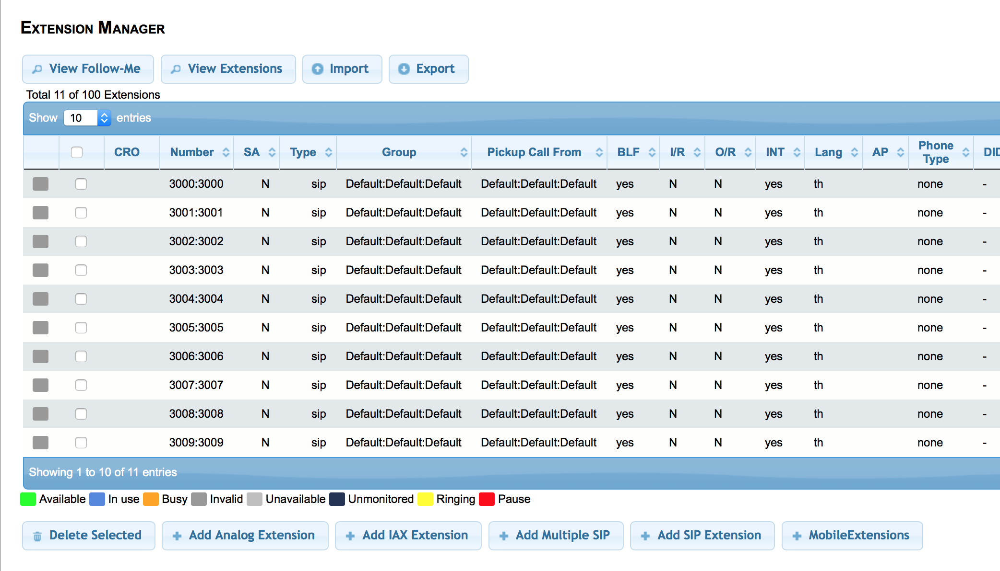 Extension Manager
View Follow-Me View Extensions Import Export
Total 11 of 100 Extensions
Show 10 entries
CRO Number SA Type Group Pickup Call From BLF I/R O/R INT Lang AP Phone Type DID
3000:3000 N sip Default:Default:Default Default:Default:Default yes N N yes th none -
3001:3001 N sip Default:Default:Default Default:Default:Default yes N N yes th none -
3002:3002 N sip Default:Default:Default Default:Default:Default yes N N yes th none -
3003:3003 N sip Default:Default:Default Default:Default:Default yes N N yes th none -
3004:3004 N sip Default:Default:Default Default:Default:Default yes N N yes th none -
3005:3005 N sip Default:Default:Default Default:Default:Default yes N N yes th none -
3006:3006 N sip Default:Default:Default Default:Default:Default yes N N yes th none -
3007:3007 N sip Default:Default:Default Default:Default:Default yes N N yes th none -
3008:3008 N sip Default:Default:Default Default:Default:Default yes N N yes th none -
3009:3009 N sip Default:Default:Default Default:Default:Default yes N N yes th none -
Showing 1 to 10 of 11 entries
Available In use Busy Invalid Unavailable Unmonitored Ringing Pause
Delete Selected Add Analog Extension Add IAX Extension Add Multiple SIP Add SIP Extension MobileExtensions